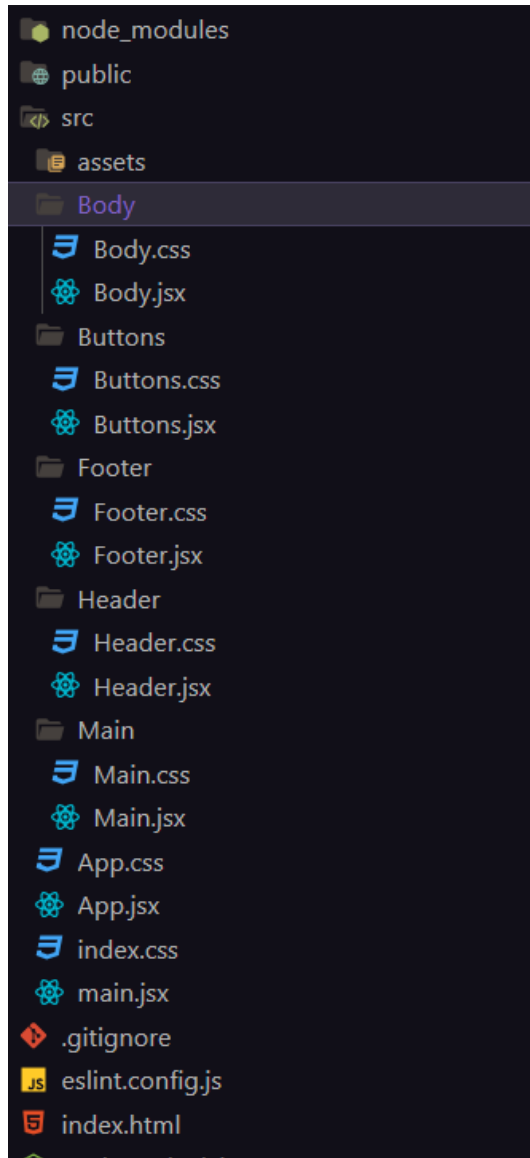 node_modules
public
src
assets
Body
Body.css
Body.jsx
Buttons
Buttons.css
Buttons.jsx
Footer
Footer.css
Footer.jsx
Header
Header.css
Header.jsx
Main
Main.css
Main.jsx
App.css
App.jsx
index.css
main.jsx
.gitignore
JS eslint.config.js
index.html